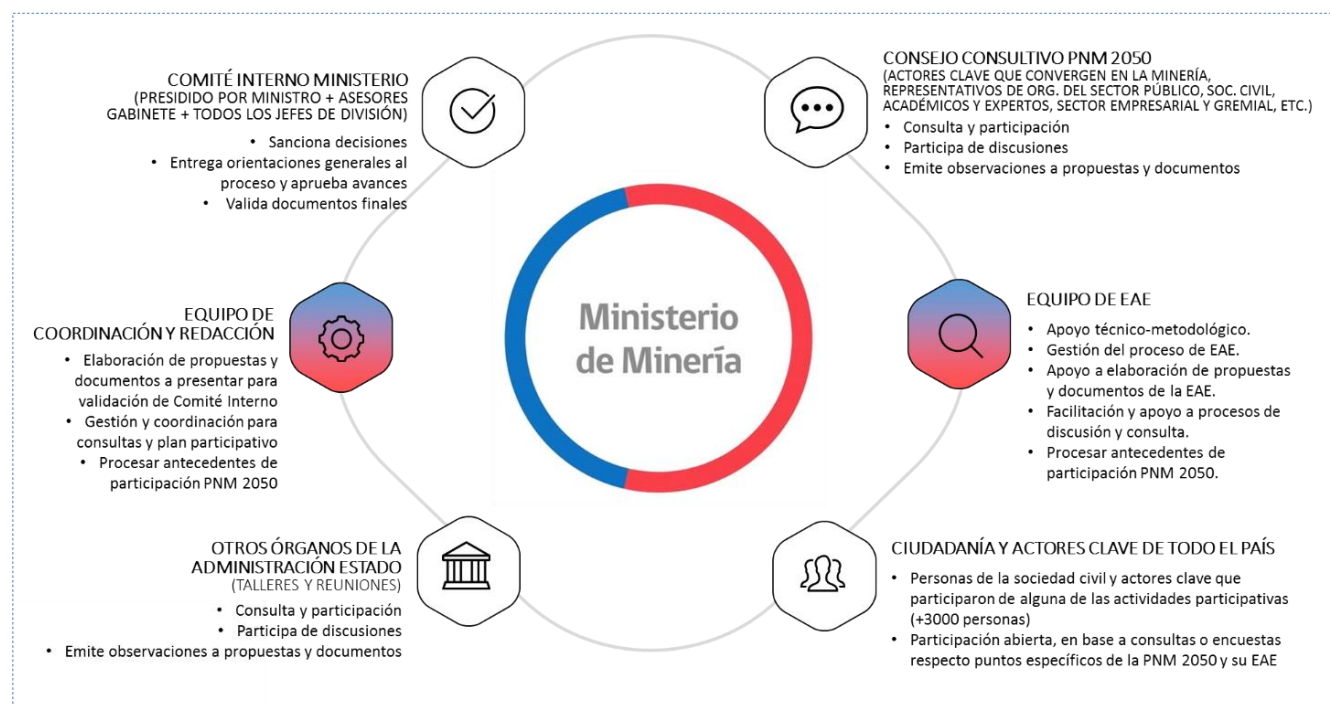 COMITÉ INTERNO MINISTERIO
(PRESIDIDO POR MINISTRO + ASESORES
GABINETE + TODOS LOS JEFES DE DIVISIÓN)
• Sanciona decisiones
• Entrega orientaciones generales al
proceso y aprueba avances
• Valida documentos finales
CONSEJO CONSULTIVO PNM 2050
(ACTORES CLAVE QUE CONVERGEN EN LA MINERÍA,
REPRESENTATIVOS DE ORG. DEL SECTOR PÚBLICO, SOC. CIVIL,
ACADÉMICOS Y EXPERTOS, SECTOR EMPRESARIAL Y GREMIAL, ETC.)
• Consulta y participación
• Participa de discusiones
• Emite observaciones a propuestas y documentos
EQUIPO DE
COORDINACIÓN Y REDACCIÓN
• Elaboración de propuestas y
documentos a presentar para
validación de Comité Interno
• Gestión y coordinación para
consultas y plan participativo
• Procesar antecedentes de
participación PNM 2050
Ministerio
de Minería
EQUIPO DE EAE
• Apoyo técnico-metodológico.
• Gestión del proceso de EAE.
• Apoyo a elaboración de propuestas
y documentos de la EAE.
• Facilitación y apoyo a procesos de
discusión y consulta.
• Procesar antecedentes de
participación PNM 2050.
OTROS ÓRGANOS DE LA
ADMINISTRACIÓN ESTADO
(TALLERES Y REUNIONES)
• Consulta y participación
• Participa de discusiones
• Emite observaciones a propuestas y documentos
CIUDADANÍA Y ACTORES CLAVE DE TODO EL PAÍS
• Personas de la sociedad civil y actores clave que
participaron de alguna de las actividades participativas
(+3000 personas)
• Participación abierta, en base a consultas o encuestas
respecto puntos específicos de la PNM 2050 y su EAE